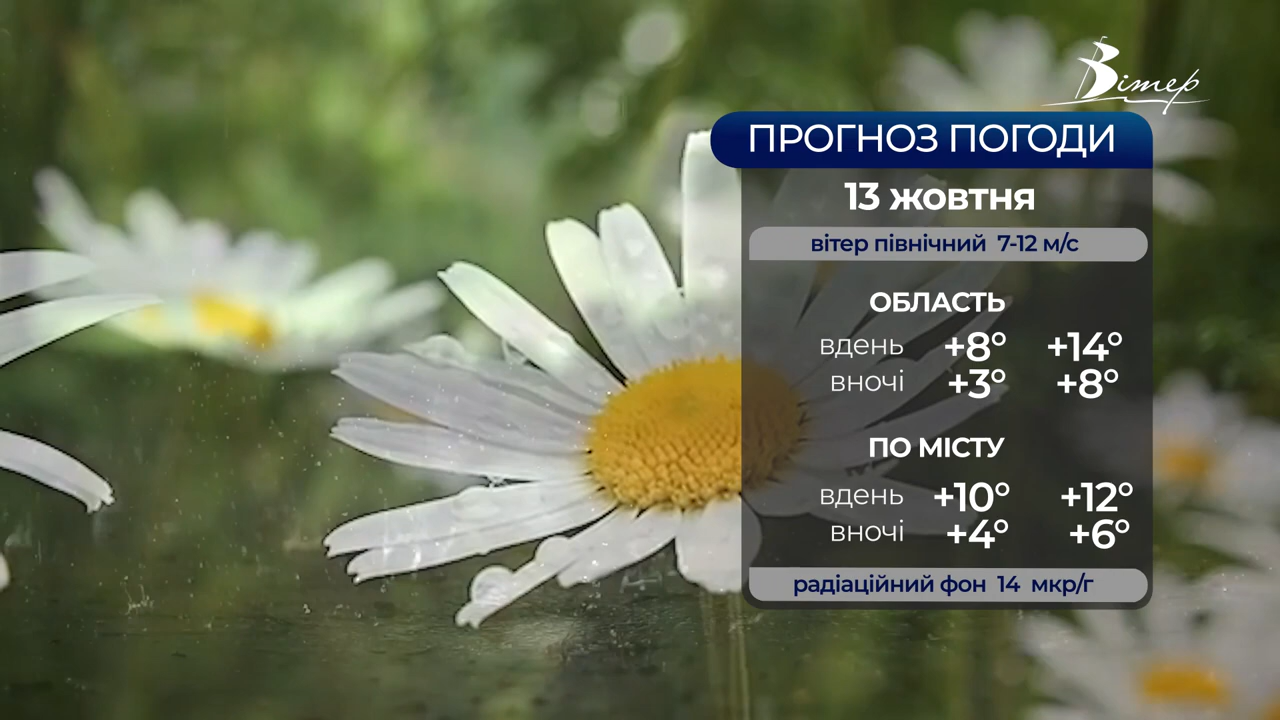 Вітер
ПРОГНОЗ ПОГОДИ
13 жовтня
вітер північний 7-12 м/с
ОБЛАСТЬ
вдень +8° +14°
вночі +3° +8°
ПО МІСТУ
вдень +10° +12°
вночі +4° +6°
радіаційний фон 14 мкр/г